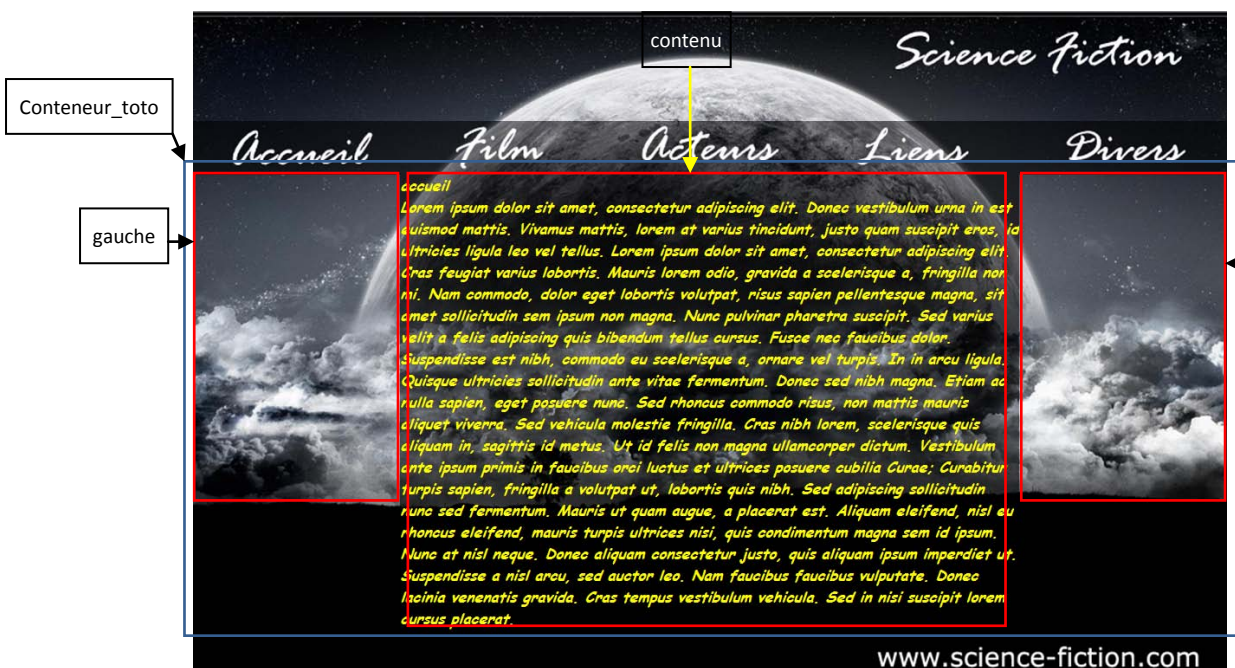 contenu
Science Fiction
Conteneur_toto
Accueil Film Acteurs Liens Divers
gauche
accueil
Lorem ipsum dolor sit amet, consectetur adipiscing elit. Donec vestibulum urna in est
euismod mattis. Vivamus mattis, lorem at varius tincidunt, justo quam suscipit eros, id
ultricies ligula leo vel tellus. Lorem ipsum dolor sit amet, consectetur adipiscing elit.
Cras feugiat varius lobortis. Mauris lorem odio, gravida a scelerisque a, fringilla non
mi. Nam commodo, dolor eget lobortis volutpat, risus sapien pellentesque magna, sit
amet sollicitudin sem ipsum non magna. Nunc pulvinar pharetra suscipit. Sed varius
velit a felis adipiscing quis bibendum tellus cursus. Fusce nec faucibus dolor.
Suspendisse est nibh, commodo eu scelerisque a, ornare vel turpis. In in arcu ligula.
Quisque ultricies sollicitudin ante vitae fermentum. Donec sed nibh magna. Etiam ac
nulla sapien, eget posuere nunc. Sed rhoncus commodo risus, non mattis mauris
aliquet viverra. Sed vehicula molestie fringilla. Cras nibh lorem, scelerisque quis
aliquam in, sagittis id metus. Ut id felis non magna ullamcorper dictum. Vestibulum
ante ipsum primis in faucibus orci luctus et ultrices posuere cubilia Curae; Curabitur
turpis sapien, fringilla a volutpat ut, lobortis quis nibh. Sed adipiscing sollicitudin
nunc sed fermentum. Mauris ut quam augue, a placerat est. Aliquam eleifend, nisl eu
rhoncus eleifend, mauris turpis ultrices nisi, quis condimentum magna sem id ipsum.
Nunc at nisl neque. Donec aliquam consectetur justo, quis aliquam ipsum imperdiet ut.
Suspendisse a nisl arcu, sed auctor leo. Nam faucibus faucibus vulputate. Donec
lacinia venenatis gravida. Cras tempus vestibulum vehicula. Sed in nisi suscipit lorem
cursus placerat.
www.science-fiction.com